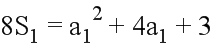 8S₁ = a₁² + 4a₁ + 3